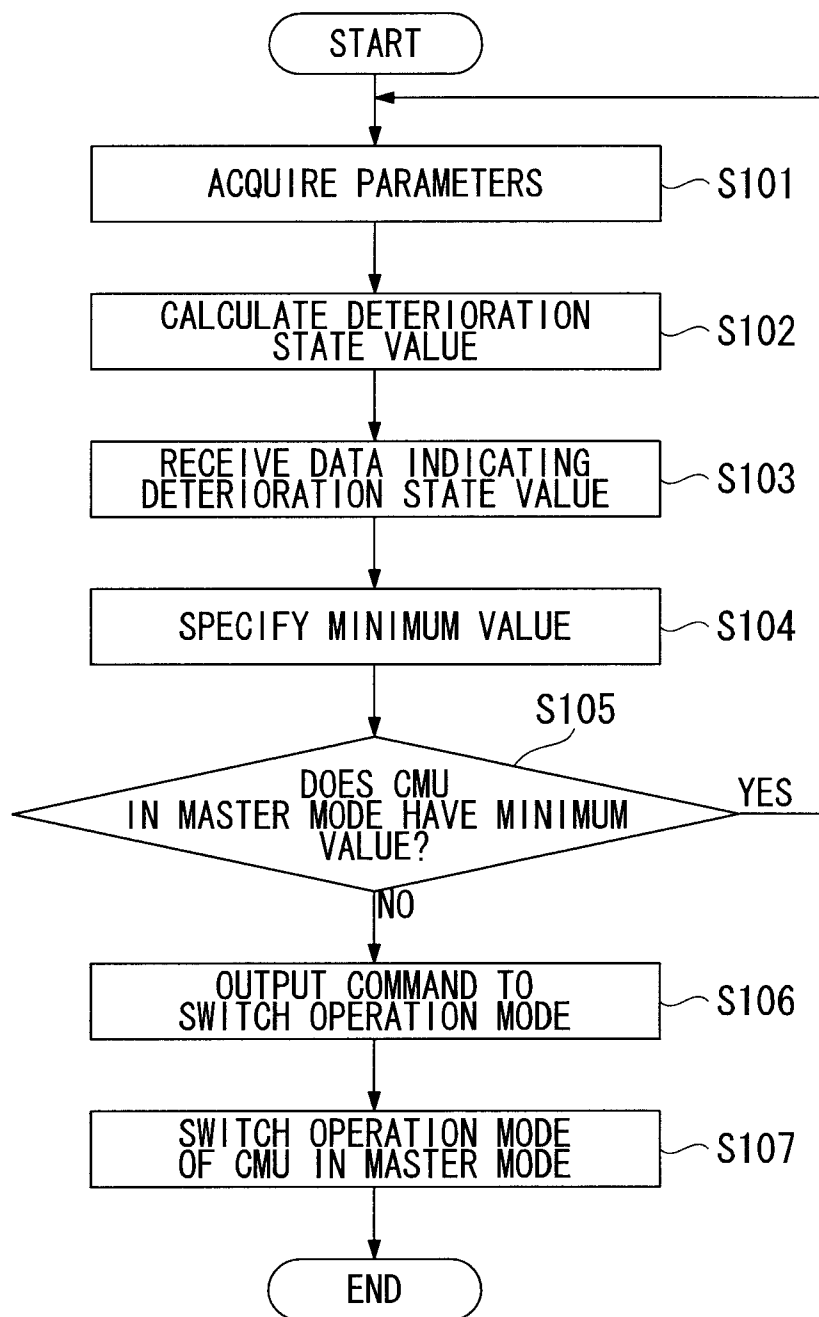 START
ACQUIRE PARAMETERS
S101
CALCULATE DETERIORATION
STATE VALUE
S102
RECEIVE DATA INDICATING
DETERIORATION STATE VALUE
S103
SPECIFY MINIMUM VALUE
S104
S105
DOES CMU
IN MASTER MODE HAVE MINIMUM
VALUE?
YES
NO
OUTPUT COMMAND TO
SWITCH OPERATION MODE
S106
SWITCH OPERATION MODE
OF CMU IN MASTER MODE
S107
END